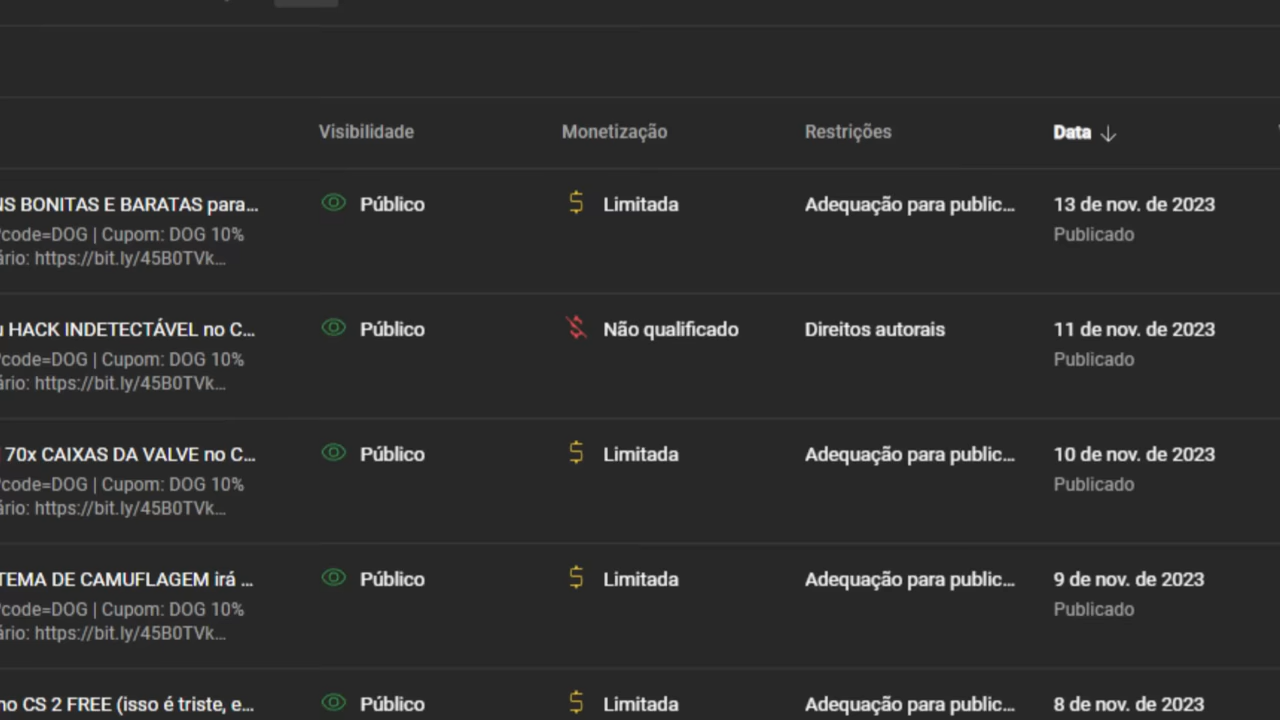 Visibilidade Monetização Restrições Data
NS BONITAS E BARATAS para... Público Limitada Adequação para public... 13 de nov. de 2023
?code=DOG | Cupom: DOG 10% Publicado
ário: https://bit.ly/45B0TVk...
u HACK INDETECTÁVEL no C... Público Não qualificado Direitos autorais 11 de nov. de 2023
?code=DOG | Cupom: DOG 10% Publicado
ário: https://bit.ly/45B0TVk...
70x CAIXAS DA VALVE no C... Público Limitada Adequação para public... 10 de nov. de 2023
?code=DOG | Cupom: DOG 10% Publicado
ário: https://bit.ly/45B0TVk...
TEMA DE CAMUFLAGEM irá ... Público Limitada Adequação para public... 9 de nov. de 2023
?code=DOG | Cupom: DOG 10% Publicado
ário: https://bit.ly/45B0TVk...
no CS 2 FREE (isso é triste, e... Público Limitada Adequação para public... 8 de nov. de 2023